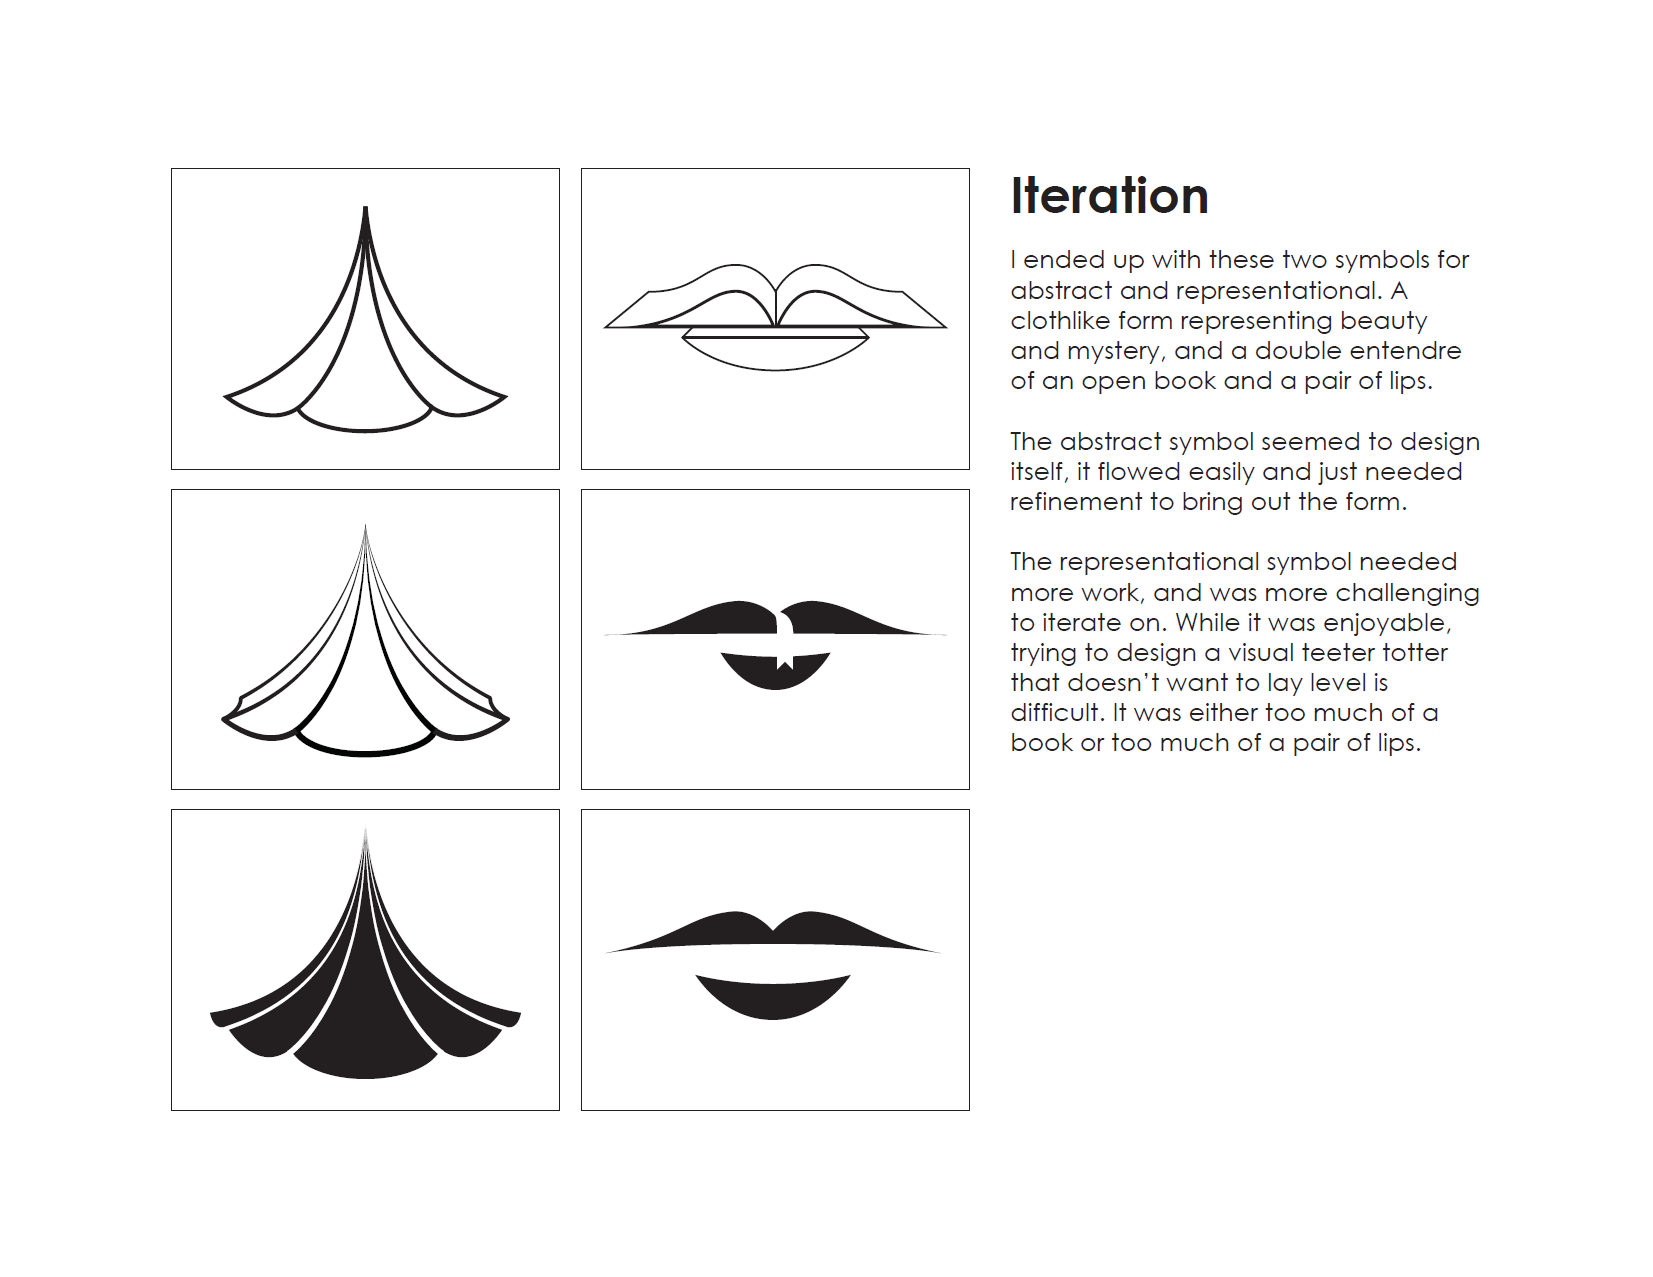 Iteration
I ended up with these two symbols for
abstract and representational. A
clothlike form representing beauty
and mystery, and a double entendre
of an open book and a pair of lips.
The abstract symbol seemed to design
itself, it flowed easily and just needed
refinement to bring out the form.
The representational symbol needed
more work, and was more challenging
to iterate on. While it was enjoyable,
trying to design a visual teeter totter
that doesn't want to lay level is
difficult. It was either too much of a
book or too much of a pair of lips.